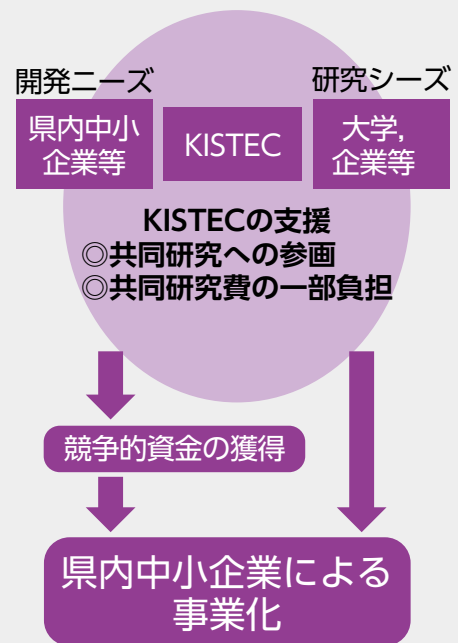 開発ニーズ
研究シーズ
県内中小
企業等
KISTEC
大学,
企業等
KISTECの支援
◎共同研究への参画
◎共同研究費の一部負担
競争的資金の獲得
県内中小企業による
事業化